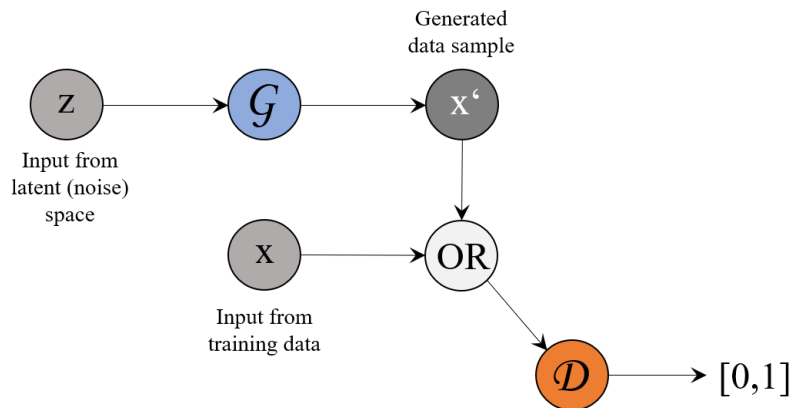 Generated
data sample
z
𝒢
x‘
Input from
latent (noise)
space
x
OR
Input from
training data
𝒟
[0,1]